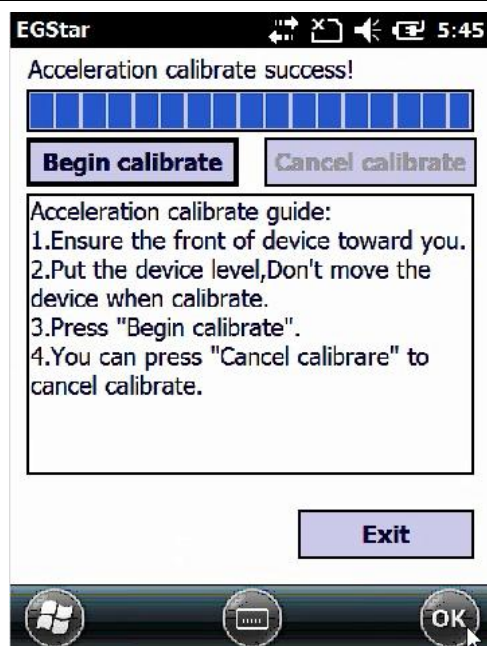 EGStar 5:45
Acceleration calibrate success!
Begin calibrate Cancel calibrate
Acceleration calibrate guide:
1.Ensure the front of device toward you.
2.Put the device level,Don't move the
device when calibrate.
3.Press "Begin calibrate".
4.You can press "Cancel calibrare" to
cancel calibrate.
Exit
OK